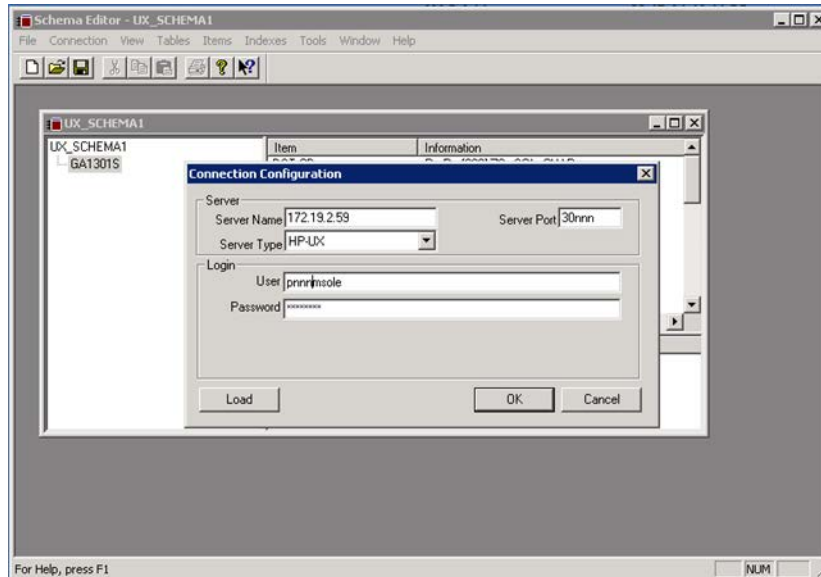 Schema Editor - UX_SCHEMA1
File Connection View Tables Items Indexes Tools Window Help
UX_SCHEMA1
UX_SCHEMA1
GA1301S
Item Information
Connection Configuration
Server
Server Name 172.19.2.59 Server Port 30nnn
Server Type HP-UX
Login
User pnnnmsole
Password ********
Load OK Cancel
For Help, press F1 NUM